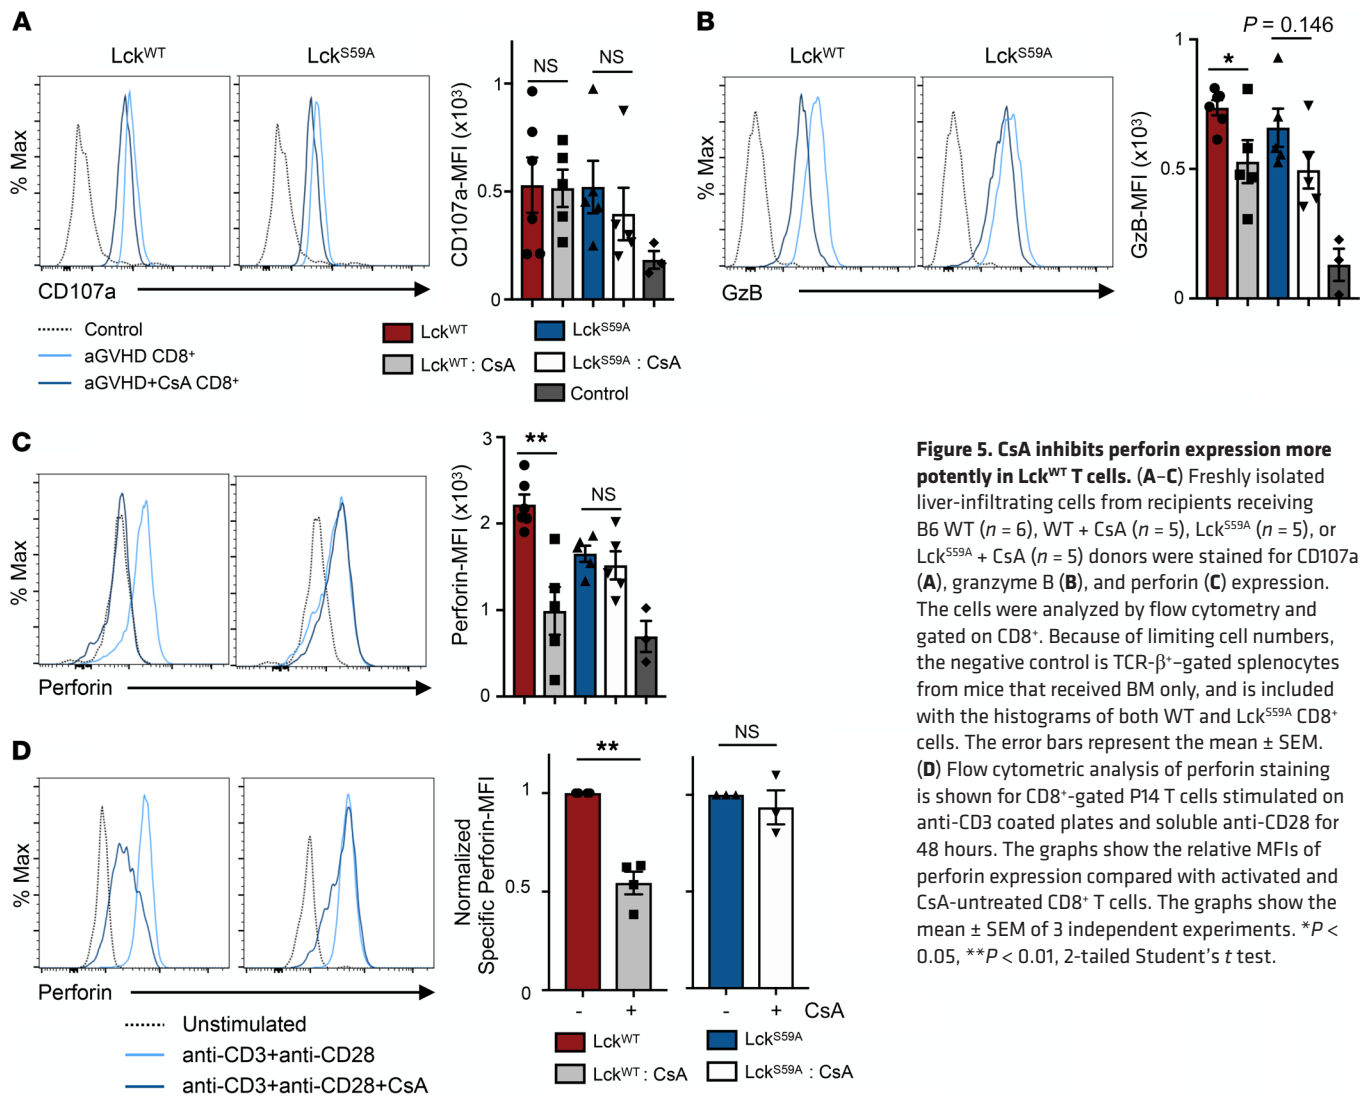 A
Lck^WT
Lck^S59A
% Max
CD107a
CD107a-MFI (x10³)
1
0.5
0
NS
NS
Control
aGVHD CD8⁺
aGVHD+CsA CD8⁺
Lck^WT
Lck^WT : CsA
Lck^S59A
Lck^S59A : CsA
Control
B
Lck^WT
Lck^S59A
% Max
GzB
GzB-MFI (x10³)
1
0.5
0
*
P = 0.146
C
% Max
Perforin
Perforin-MFI (x10³)
3
2
1
0
**
NS
D
% Max
Perforin
Unstimulated
anti-CD3+anti-CD28
anti-CD3+anti-CD28+CsA
Normalized
Specific Perforin-MFI
1
0.5
0
**
NS
- + - + CsA
Lck^WT
Lck^WT : CsA
Lck^S59A
Lck^S59A : CsA
Figure 5. CsA inhibits perforin expression more
potently in Lck^WT T cells. (A–C) Freshly isolated
liver-infiltrating cells from recipients receiving
B6 WT (n = 6), WT + CsA (n = 5), Lck^S59A (n = 5), or
Lck^S59A + CsA (n = 5) donors were stained for CD107a
(A), granzyme B (B), and perforin (C) expression.
The cells were analyzed by flow cytometry and
gated on CD8⁺. Because of limiting cell numbers,
the negative control is TCR-β⁺–gated splenocytes
from mice that received BM only, and is included
with the histograms of both WT and Lck^S59A CD8⁺
cells. The error bars represent the mean ± SEM.
(D) Flow cytometric analysis of perforin staining
is shown for CD8⁺-gated P14 T cells stimulated on
anti-CD3 coated plates and soluble anti-CD28 for
48 hours. The graphs show the relative MFIs of
perforin expression compared with activated and
CsA-untreated CD8⁺ T cells. The graphs show the
mean ± SEM of 3 independent experiments. *P <
0.05, **P < 0.01, 2-tailed Student's t test.